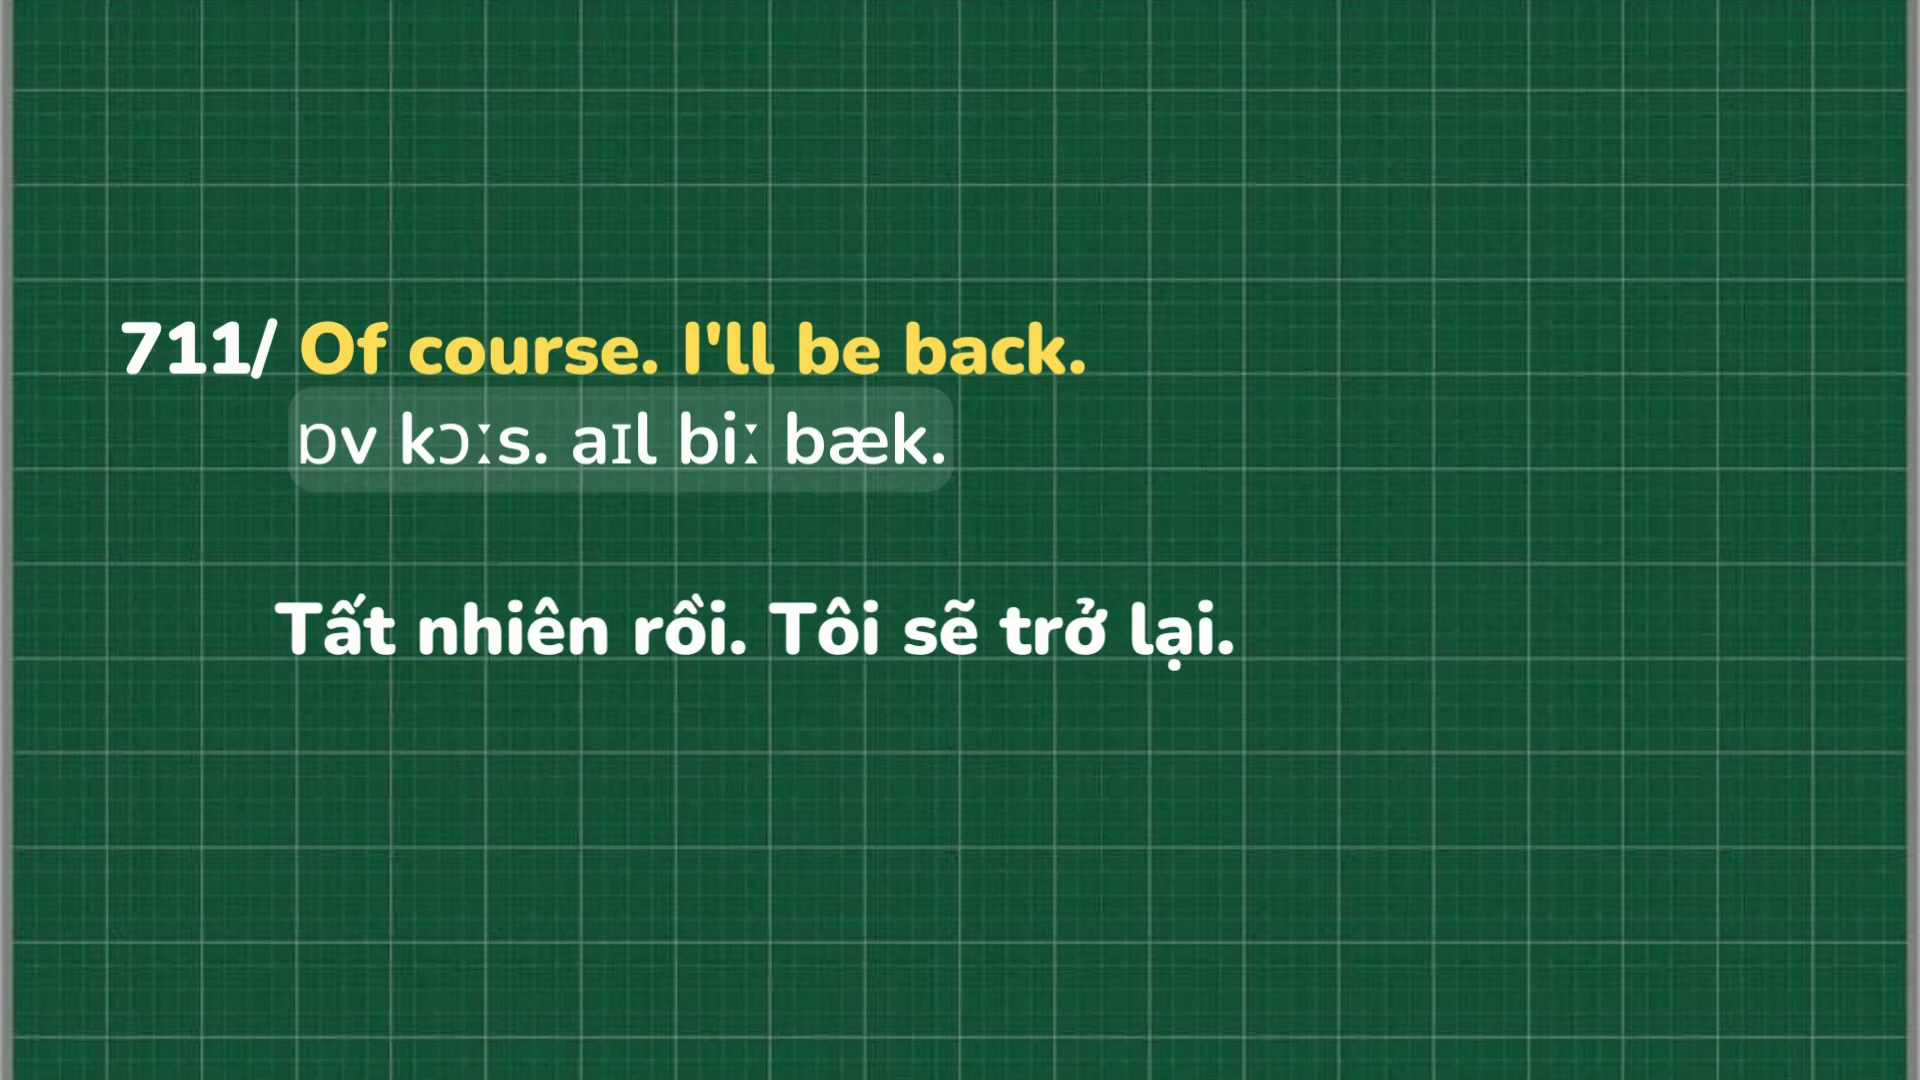 711/ Of course. I'll be back.
ɒv kɔːs. aɪl biː bæk.
Tất nhiên rồi. Tôi sẽ trở lại.